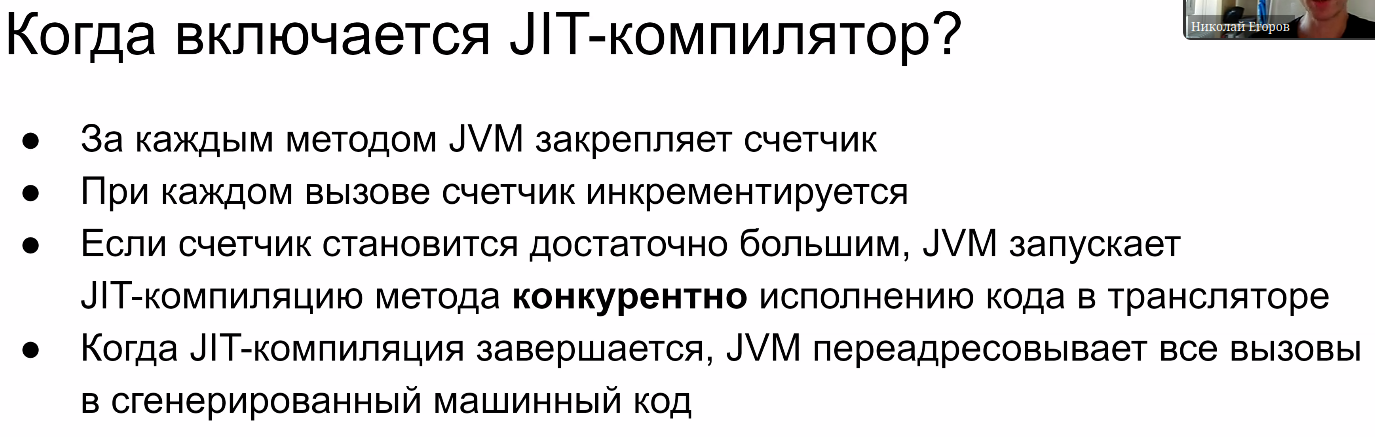 Когда включается JIT-компилятор?
Николай Егоров
● За каждым методом JVM закрепляет счетчик
● При каждом вызове счетчик инкрементируется
● Если счетчик становится достаточно большим, JVM запускает
JIT-компиляцию метода конкурентно исполнению кода в трансляторе
● Когда JIT-компиляция завершается, JVM переадресовывает все вызовы
в сгенерированный машинный код